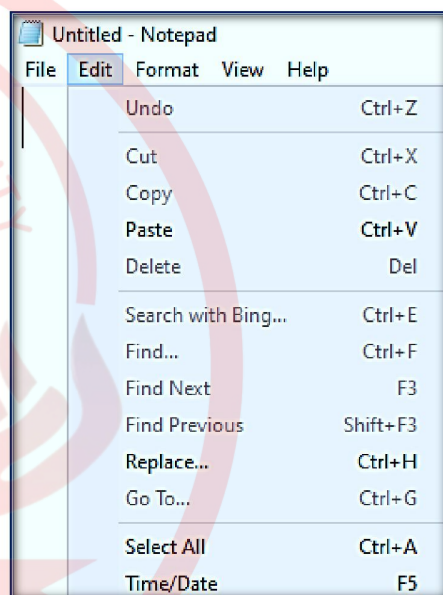 Untitled - Notepad
File Edit Format View Help
Undo Ctrl+Z
Cut Ctrl+X
Copy Ctrl+C
Paste Ctrl+V
Delete Del
Search with Bing... Ctrl+E
Find... Ctrl+F
Find Next F3
Find Previous Shift+F3
Replace... Ctrl+H
Go To... Ctrl+G
Select All Ctrl+A
Time/Date F5